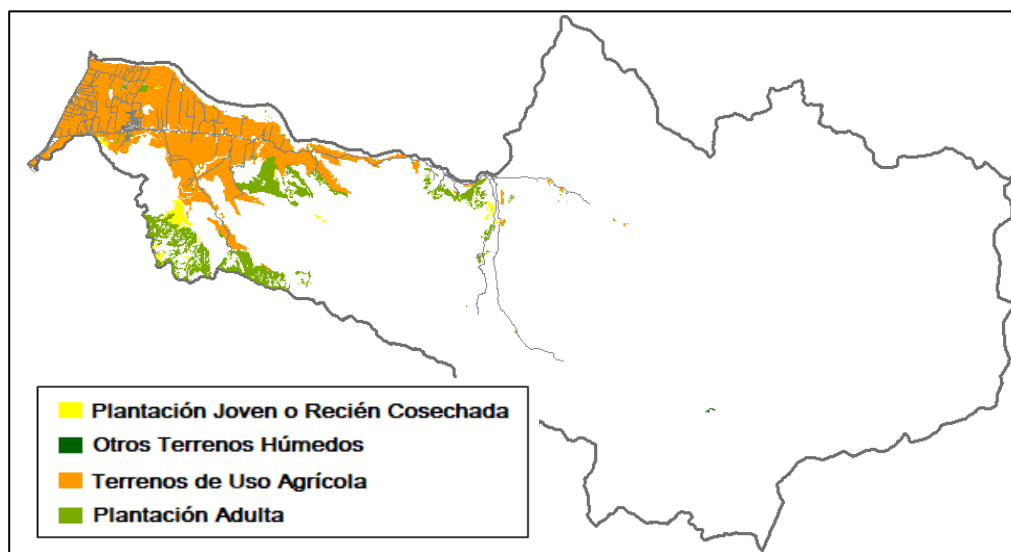 Plantación Joven o Recién Cosechada
Otros Terrenos Húmedos
Terrenos de Uso Agrícola
Plantación Adulta